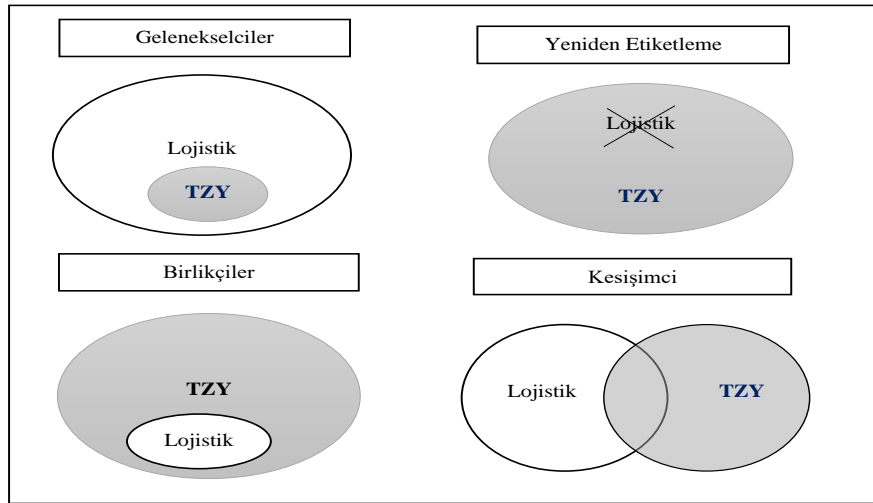 Gelenekselciler
Lojistik
TZY
Yeniden Etiketleme
Lojistik
TZY
Birlikçiler
TZY
Lojistik
Kesişimci
Lojistik
TZY